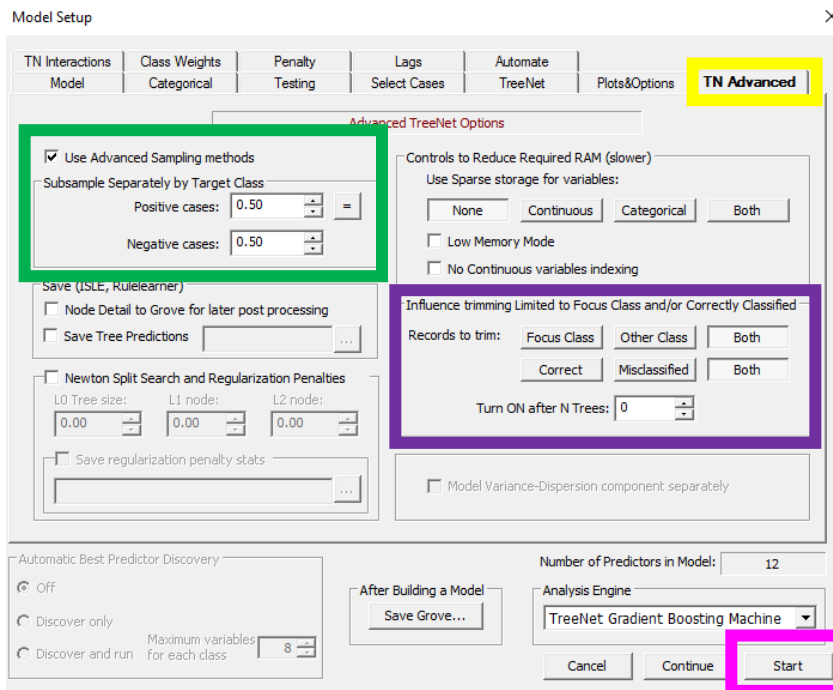 Model Setup
TN Interactions Class Weights Penalty Lags Automate
Model Categorical Testing Select Cases TreeNet Plots&Options TN Advanced
Advanced TreeNet Options
Use Advanced Sampling methods
Subsample Separately by Target Class
Positive cases: 0.50 =
Negative cases: 0.50
Save (ISLE, Rulelearner)
Node Detail to Grove for later post processing
Save Tree Predictions ...
Newton Split Search and Regularization Penalties
L0 Tree size: L1 node: L2 node:
0.00 0.00 0.00
Save regularization penalty stats
...
Controls to Reduce Required RAM (slower)
Use Sparse storage for variables:
None Continuous Categorical Both
Low Memory Mode
No Continuous variables indexing
Influence trimming Limited to Focus Class and/or Correctly Classified
Records to trim: Focus Class Other Class Both
Correct Misclassified Both
Turn ON after N Trees: 0
Model Variance-Dispersion component separately
Automatic Best Predictor Discovery
Off
Discover only
Discover and run
Maximum variables
for each class 8
After Building a Model
Save Grove...
Number of Predictors in Model: 12
Analysis Engine
TreeNet Gradient Boosting Machine
Cancel Continue Start